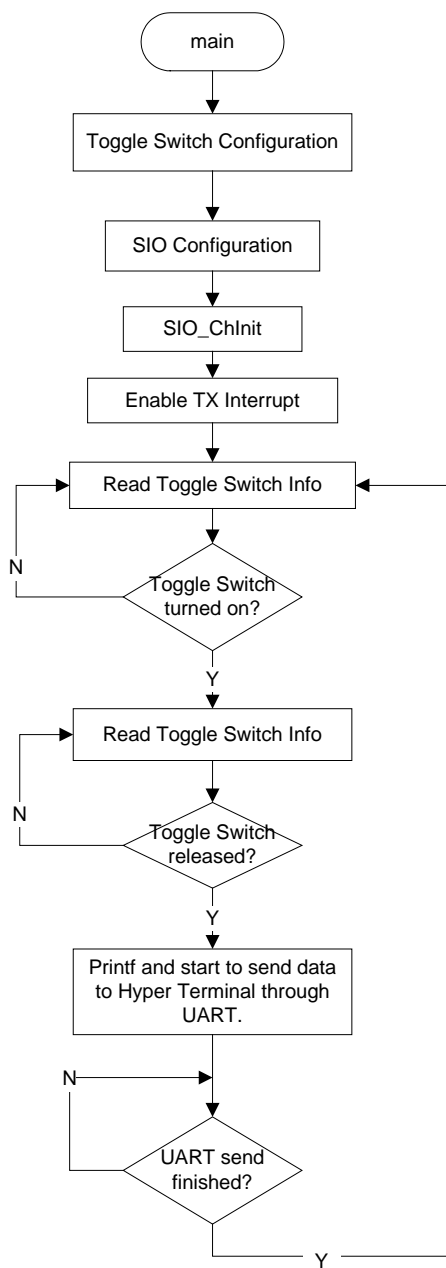 main
Toggle Switch Configuration
SIO Configuration
SIO_ChInit
Enable TX Interrupt
Read Toggle Switch Info
N
Toggle Switch
turned on?
Y
Read Toggle Switch Info
N
Toggle Switch
released?
Y
Printf and start to send data
to Hyper Terminal through
UART.
N
UART send
finished?
Y